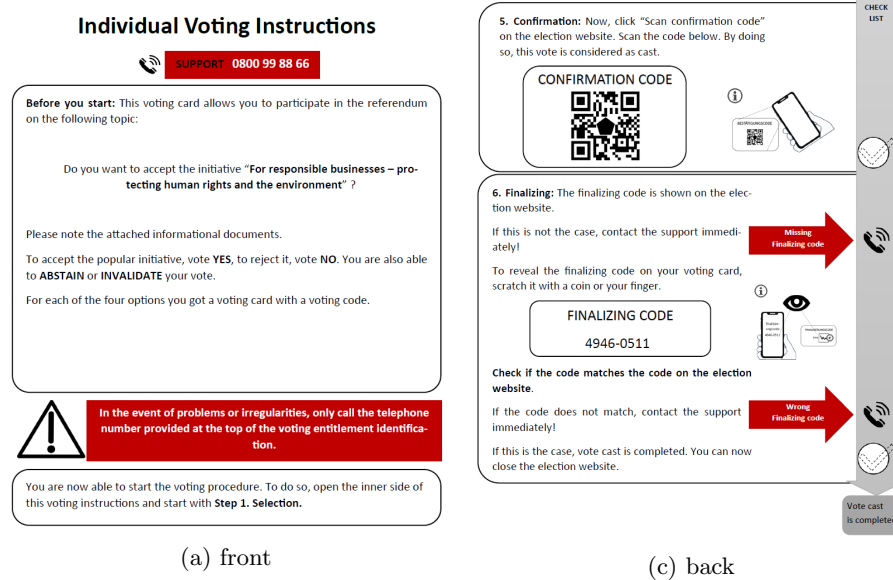 Individual Voting Instructions
SUPPORT 0800 99 88 66
Before you start: This voting card allows you to participate in the referendum
on the following topic:
Do you want to accept the initiative “For responsible businesses – pro-
tecting human rights and the environment” ?
Please note the attached informational documents.
To accept the popular initiative, vote YES, to reject it, vote NO. You are also able
to ABSTAIN or INVALIDATE your vote.
For each of the four options you got a voting card with a voting code.
In the event of problems or irregularities, only call the telephone
number provided at the top of the voting entitlement identifica-
tion.
You are now able to start the voting procedure. To do so, open the inner side of
this voting instructions and start with Step 1. Selection.
(a) front
CHECK
LIST
5. Confirmation: Now, click “Scan confirmation code”
on the election website. Scan the code below. By doing
so, this vote is considered as cast.
CONFIRMATION CODE
BESTÄTIGUNGSCODE
6. Finalizing: The finalizing code is shown on the elec-
tion website.
If this is not the case, contact the support immedi-
ately!
Missing
Finalizing code
To reveal the finalizing code on your voting card,
scratch it with a coin or your finger.
FINALIZING CODE
4946-0511
4946-0511
Check if the code matches the code on the election
website.
If the code does not match, contact the support
immediately!
Wrong
Finalizing code
If this is the case, vote cast is completed. You can now
close the election website.
Vote cast
is completed
(c) back